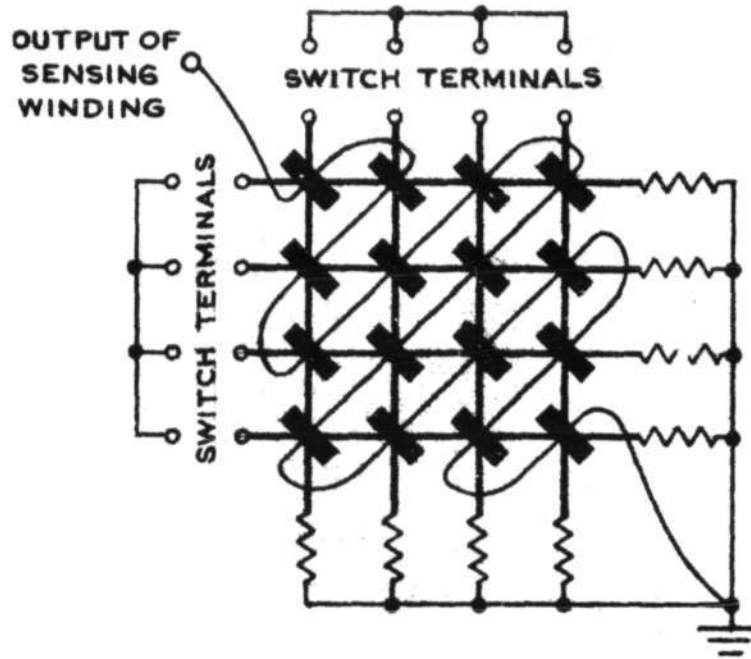 OUTPUT OF
SENSING
WINDING
SWITCH TERMINALS
SWITCH TERMINALS